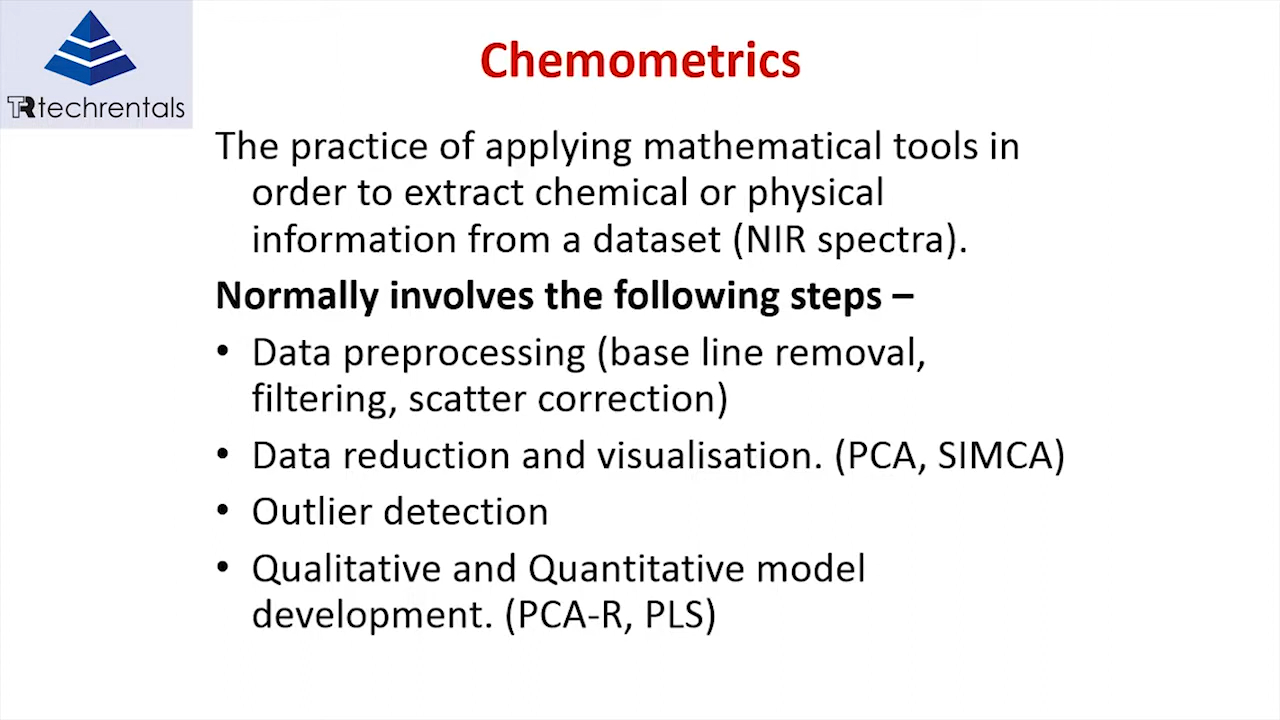 TR techrentals
Chemometrics
The practice of applying mathematical tools in
order to extract chemical or physical
information from a dataset (NIR spectra).
Normally involves the following steps –
• Data preprocessing (base line removal,
filtering, scatter correction)
• Data reduction and visualisation. (PCA, SIMCA)
• Outlier detection
• Qualitative and Quantitative model
development. (PCA-R, PLS)